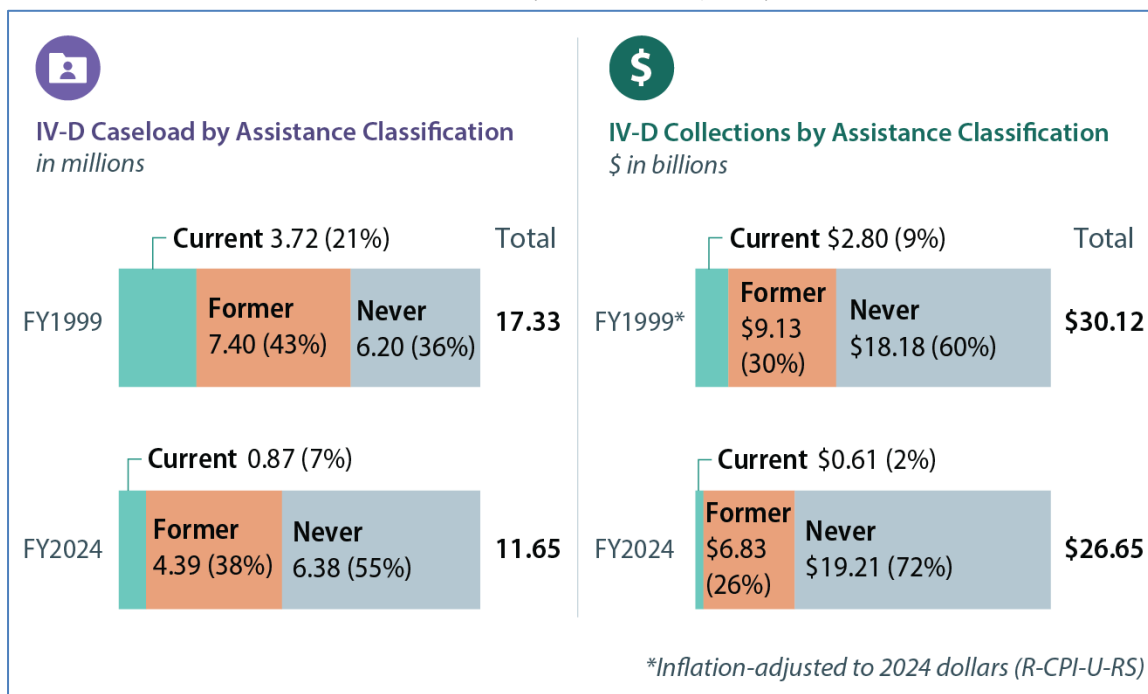 IV-D Caseload by Assistance Classification
in millions
Current 3.72 (21%)
Total
FY1999
Former
7.40 (43%)
Never
6.20 (36%)
17.33
Current 0.87 (7%)
FY2024
Former
4.39 (38%)
Never
6.38 (55%)
11.65
$
IV-D Collections by Assistance Classification
$ in billions
Current $2.80 (9%)
Total
FY1999*
Former
$9.13
(30%)
Never
$18.18 (60%)
$30.12
Current $0.61 (2%)
FY2024
Former
$6.83
(26%)
Never
$19.21 (72%)
$26.65
*Inflation-adjusted to 2024 dollars (R-CPI-U-RS)